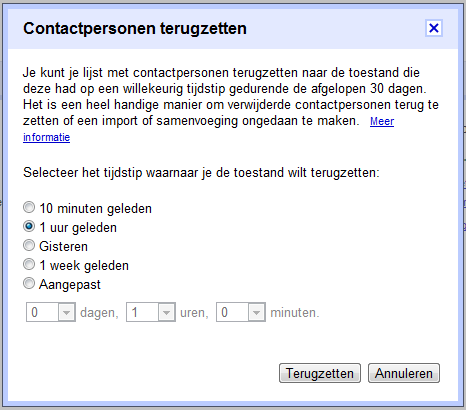 Contactpersonen terugzetten
Je kunt je lijst met contactpersonen terugzetten naar de toestand die
deze had op een willekeurig tijdstip gedurende de afgelopen 30 dagen.
Het is een heel handige manier om verwijderde contactpersonen terug te
zetten of een import of samenvoeging ongedaan te maken. Meer
informatie
Selecteer het tijdstip waarnaar je de toestand wilt terugzetten:
10 minuten geleden
1 uur geleden
Gisteren
1 week geleden
Aangepast
0 dagen, 1 uren, 0 minuten.
Terugzetten Annuleren